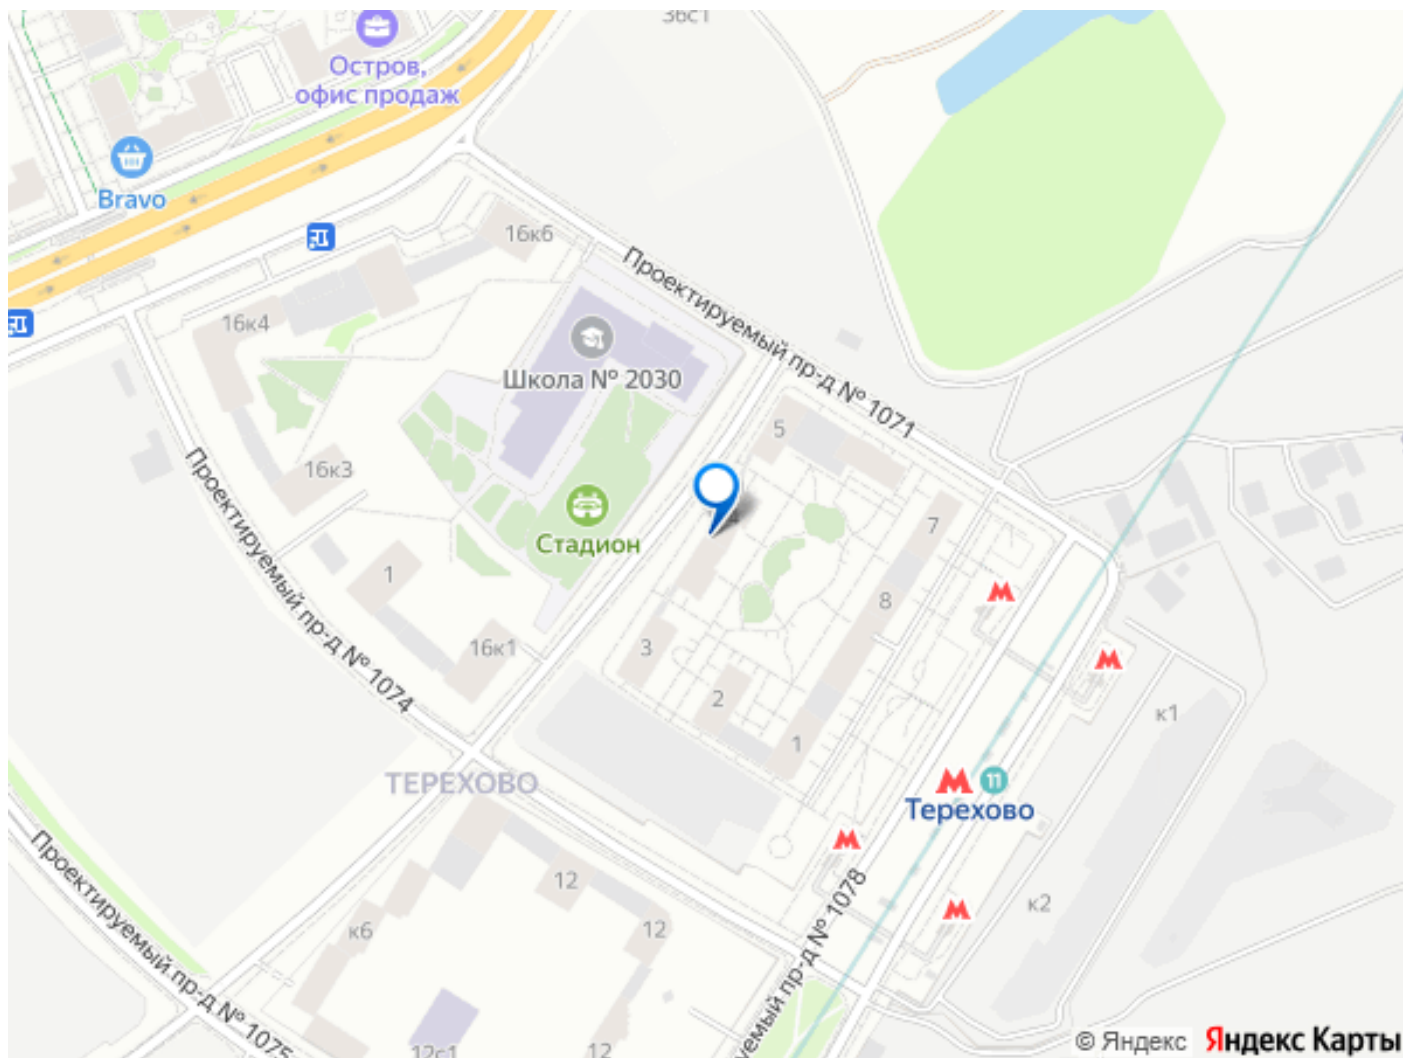 36с1
Остров,
офис продаж
Bravo
16к6
Проектируемый пр-д № 1071
16к4
Школа № 2030
5
16к3
Проектируемый пр-д № 1074
Стадион
4
7
1
8
16к1
3
2
1
к1
11
Терехово
ТЕРЕХОВО
Проектируемый пр-д № 1075
12
к6
12
к2
Проектируемый пр-д № 1078
12с1
12
© Яндекс Яндекс Карты